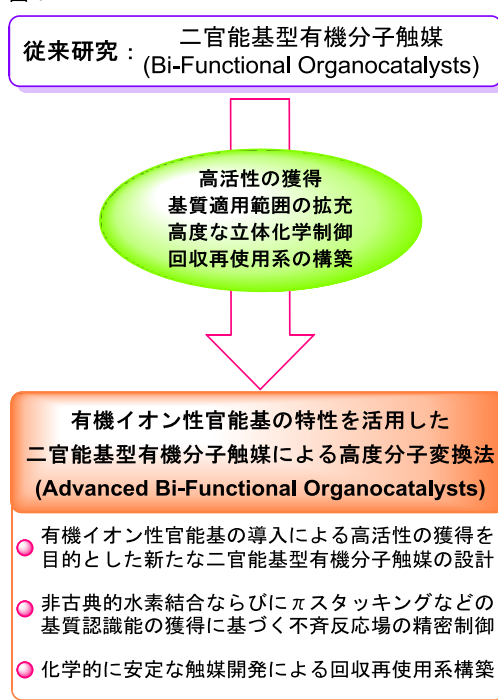 従来研究：二官能基型有機分子触媒
(Bi-Functional Organocatalysts)
高活性の獲得
基質適用範囲の拡充
高度な立体化学制御
回収再使用系の構築
有機イオン性官能基の特性を活用した
二官能基型有機分子触媒による高度分子変換法
(Advanced Bi-Functional Organocatalysts)
有機イオン性官能基の導入による高活性の獲得を
目的とした新たな二官能基型有機分子触媒の設計
非古典的水素結合ならびにπスタッキングなどの
基質認識能の獲得に基づく不斉反応場の精密制御
化学的に安定な触媒開発による回収再使用系構築